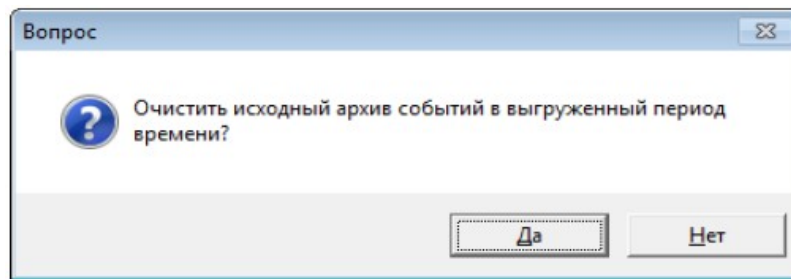 Вопрос
Очистить исходный архив событий в выгруженный период
времени?
Да
Нет